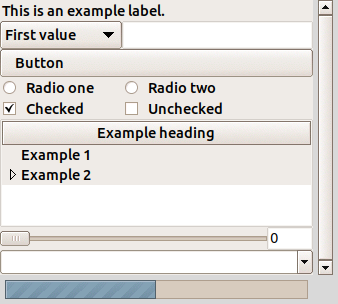 This is an example label.
First value
Button
Radio one Radio two
Checked Unchecked
Example heading
Example 1
Example 2
0